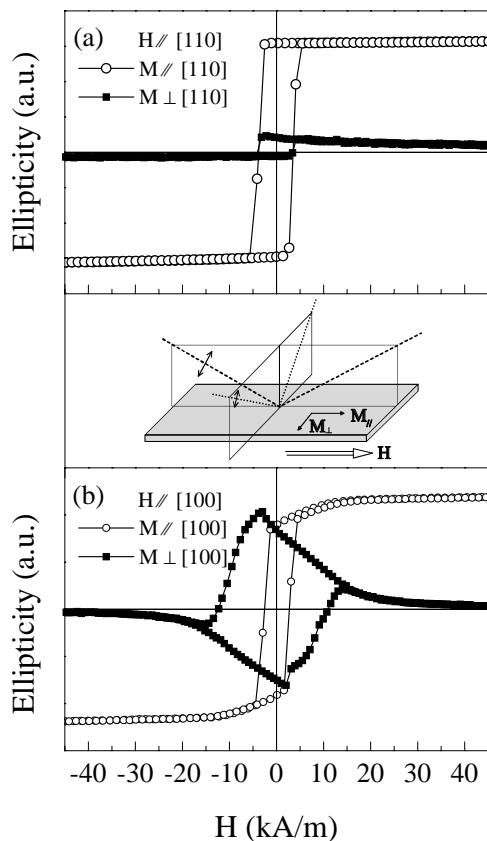 (a)
H // [110]
M // [110]
M ⊥ [110]
Ellipticity (a.u.)
M//
M⊥
H
(b)
H // [100]
M // [100]
M ⊥ [100]
Ellipticity (a.u.)
-40 -30 -20 -10 0 10 20 30 40
H (kA/m)